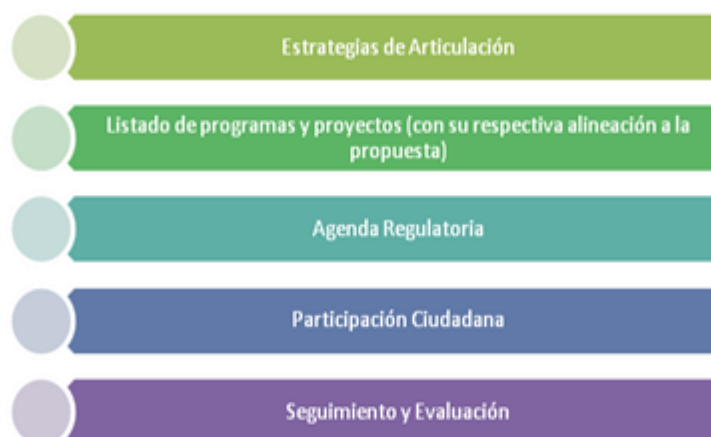 Estrategias de Articulación
Listado de programas y proyectos (con su respectiva alineación a la
propuesta)
Agenda Regulatoria
Participación Ciudadana
Seguimiento y Evaluación